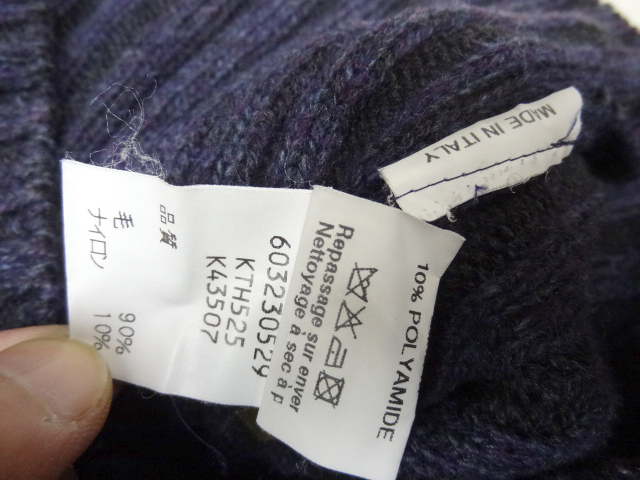 MADE IN ITALY
品質
毛 90%
ナイロン 10%
603230529
KTH525
K43507
10% POLYAMIDE
Repassage sur enver
Nettoyage à sec à p